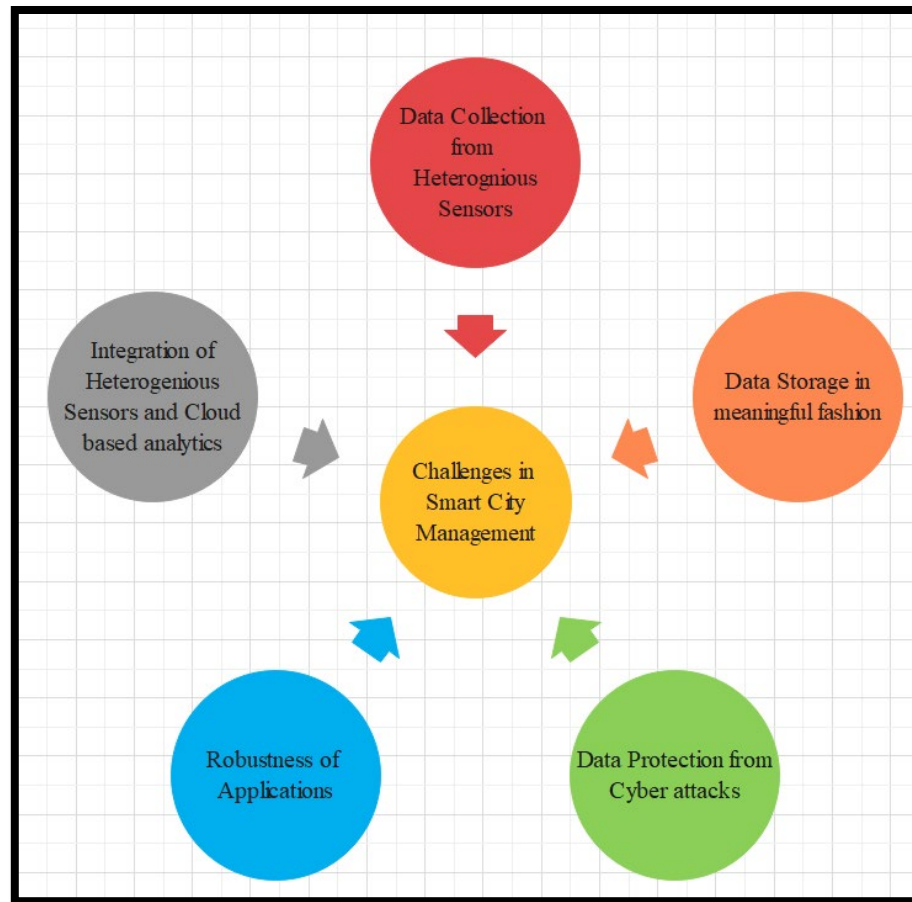 Data Collection
from
Heterognious
Sensors
Integration of
Heterogenious
Sensors and Cloud
based analytics
Data Storage in
meaningful fashion
Challenges in
Smart City
Management
Robustness of
Applications
Data Protection from
Cyber attacks